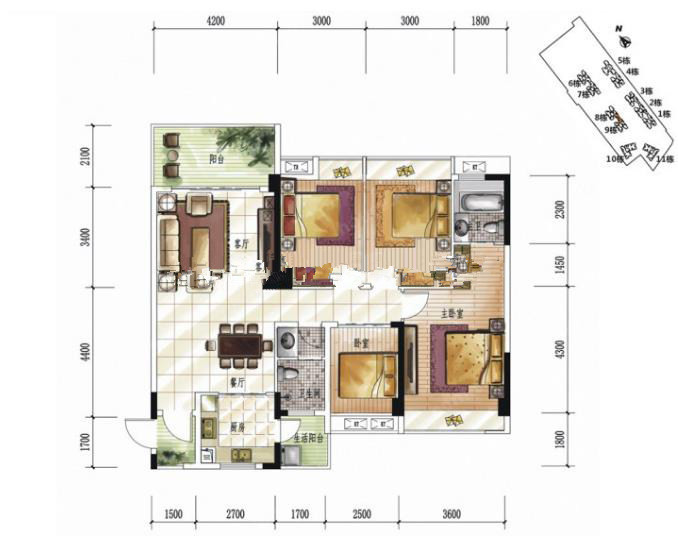 4200
3000
3000
1800
N
5栋
4栋
6栋
7栋
3栋
2栋
1栋
8栋
9栋
10栋
11栋
2100
3400
4400
1700
阳台
客厅
客
主卧室
卧室
餐厅
卫生间
厨房
生活阳台
2300
1450
4300
1800
1500
2700
1700
2500
3600